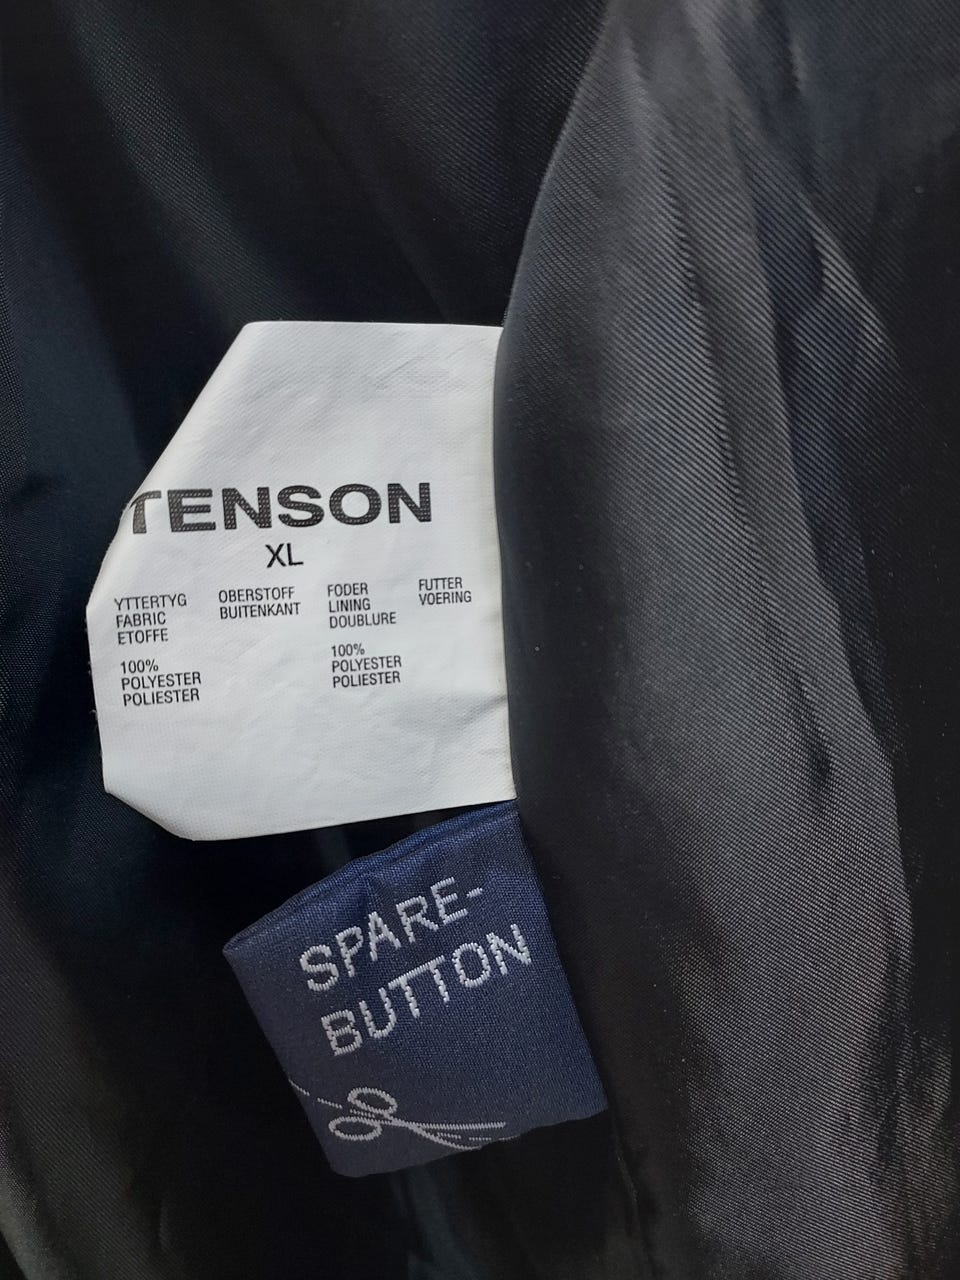 TENSON
XL
YTTERTYG
FABRIC
ETOFFE
100%
POLYESTER
POLIESTER
OBERSTOFF
BUITENKANT
FODER
LINING
DOUBLURE
100%
POLYESTER
POLIESTER
FUTTER
VOERING
SPARE-
BUTTON